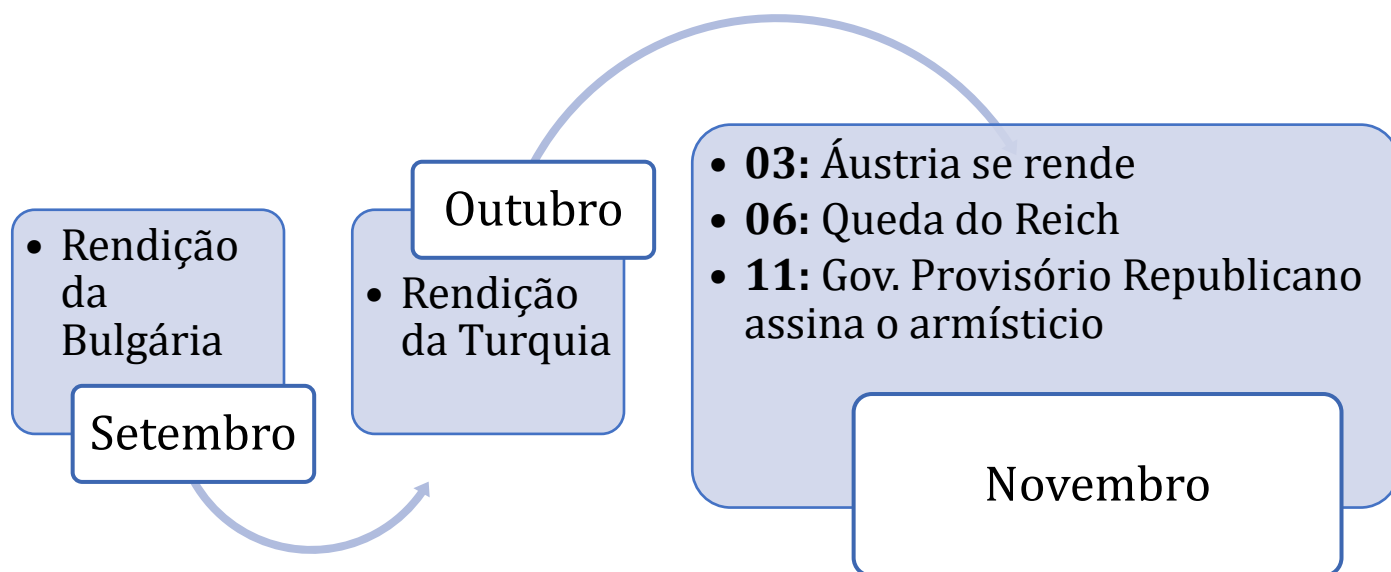 • Rendição
da
Bulgária
Setembro
Outubro
• Rendição
da Turquia
• 03: Áustria se rende
• 06: Queda do Reich
• 11: Gov. Provisório Republicano
assina o armísticio
Novembro